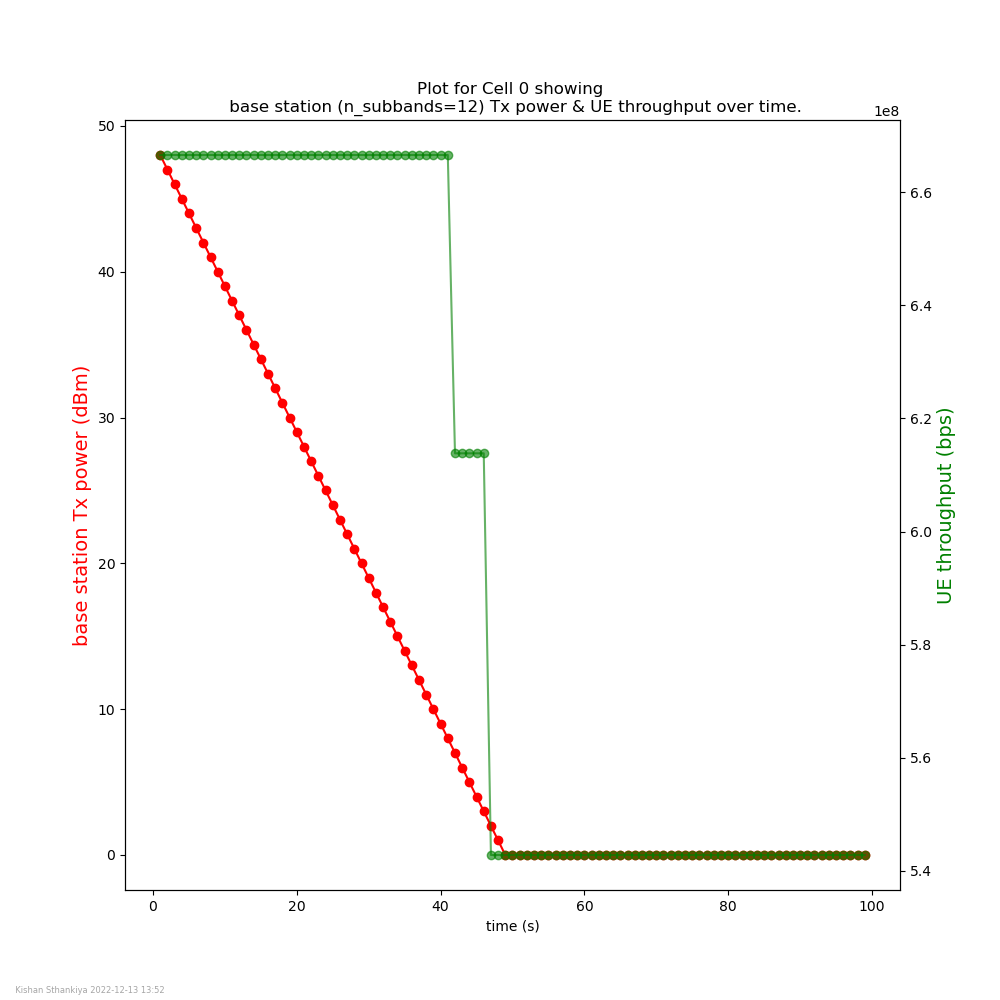 Plot for Cell 0 showing
base station (n_subbands=12) Tx power & UE throughput over time.
1e8
50
40
30
20
10
0
base station Tx power (dBm)
6.6
6.4
6.2
6.0
5.8
5.6
5.4
UE throughput (bps)
0 20 40 60 80 100
time (s)
Kishan Sthankiya 2022-12-13 13:52